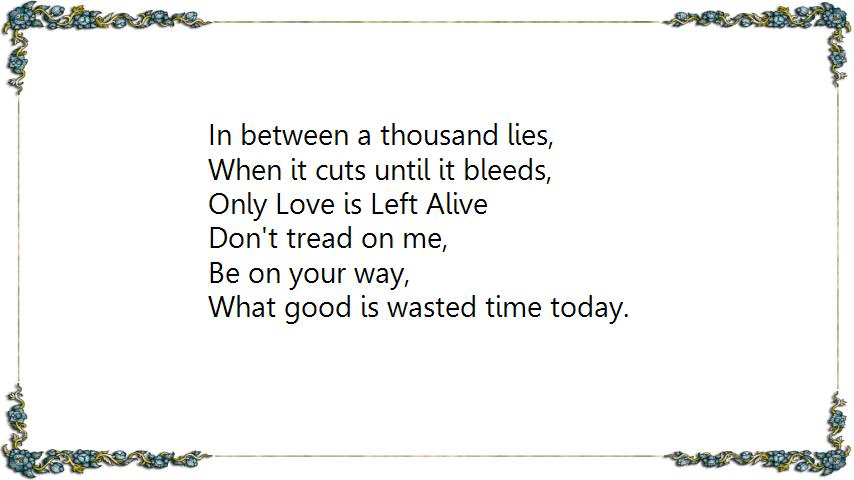 In between a thousand lies,
When it cuts until it bleeds,
Only Love is Left Alive
Don't tread on me,
Be on your way,
What good is wasted time today.